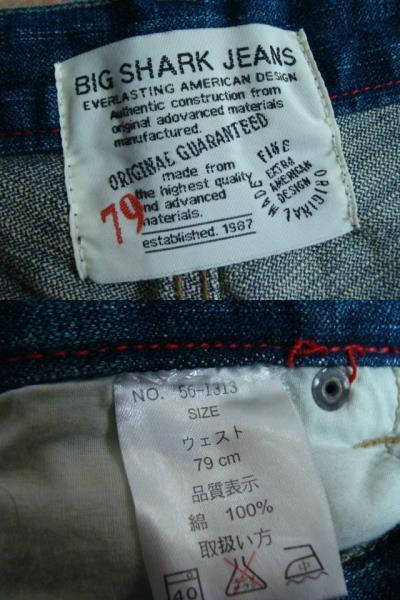 BIG SHARK JEANS
EVERLASTING AMERICAN DESIGN
Authentic construction from
original adovanced materials
manufactured.
ORIGINAL GUARANTEED
made from
the highest quality
and advanced
materials.
79
established. 1987
MADE FINE ORIGINAL
EXTRA
AMERICAN
DESIGN
NO. 56-1313
SIZE
ウェスト
79 cm
品質表示
綿 100%
取扱い方
40
中